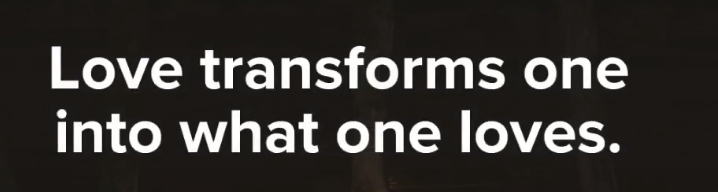 Love transforms one
into what one loves.